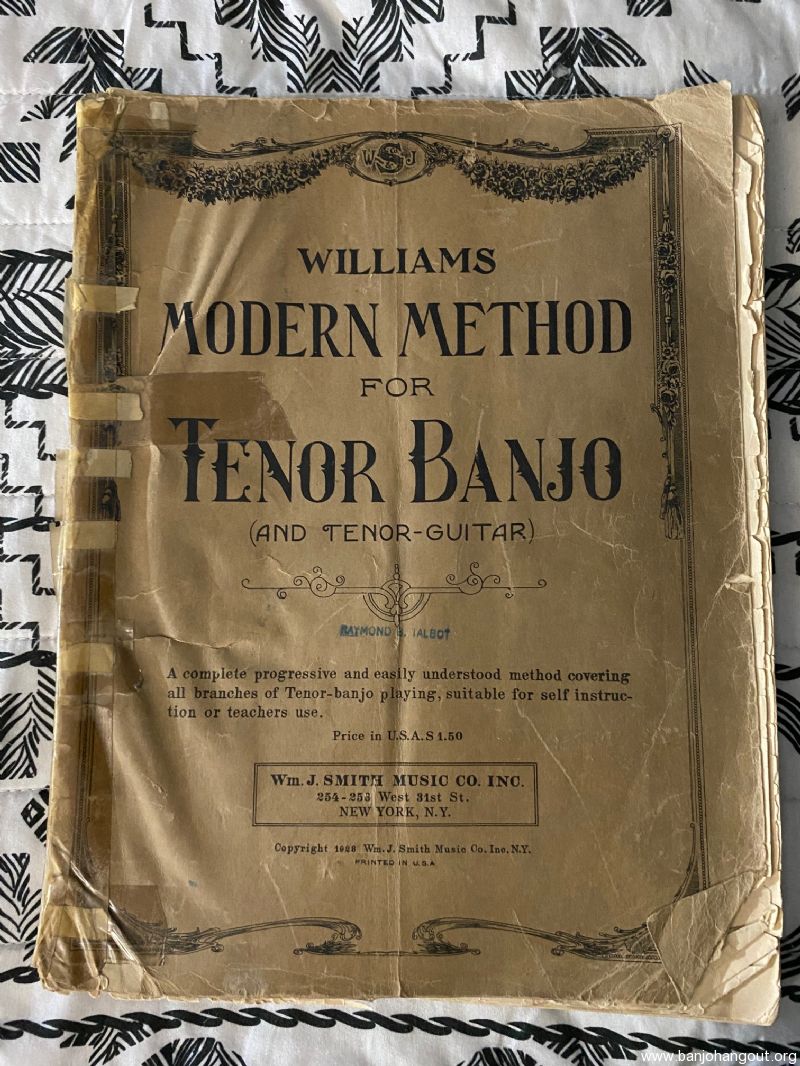 WSJ
WILLIAMS
MODERN METHOD
FOR
TENOR BANJO
(AND TENOR-GUITAR)
RAYMOND B. TALBOT
A complete progressive and easily understood method covering
all branches of Tenor-banjo playing, suitable for self instruc-
tion or teachers use.
Price in U.S.A. $ 1.50
Wm. J. SMITH MUSIC CO. INC.
West 31st St.
NEW YORK, N.Y.
Copyright Wm. J. Smith Music Co. Inc. N.Y.
PRINTED IN U.S.A
www.banjohangout.org